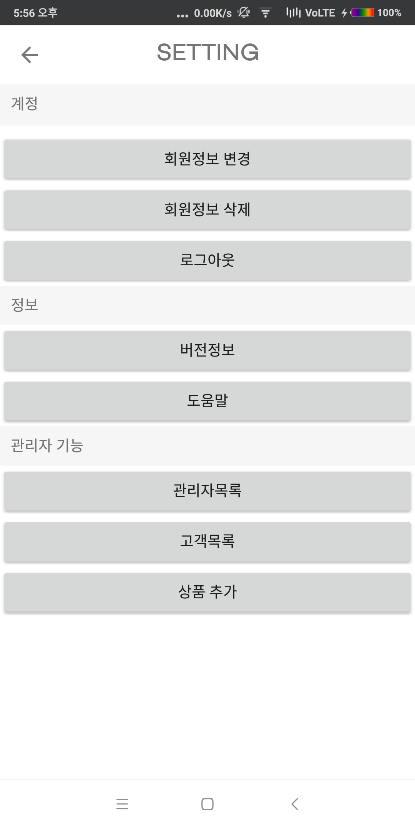 5:56 오후 ... 0.00K/s VoLTE 100%
SETTING
계정
회원정보 변경
회원정보 삭제
로그아웃
정보
버전정보
도움말
관리자 기능
관리자목록
고객목록
상품 추가